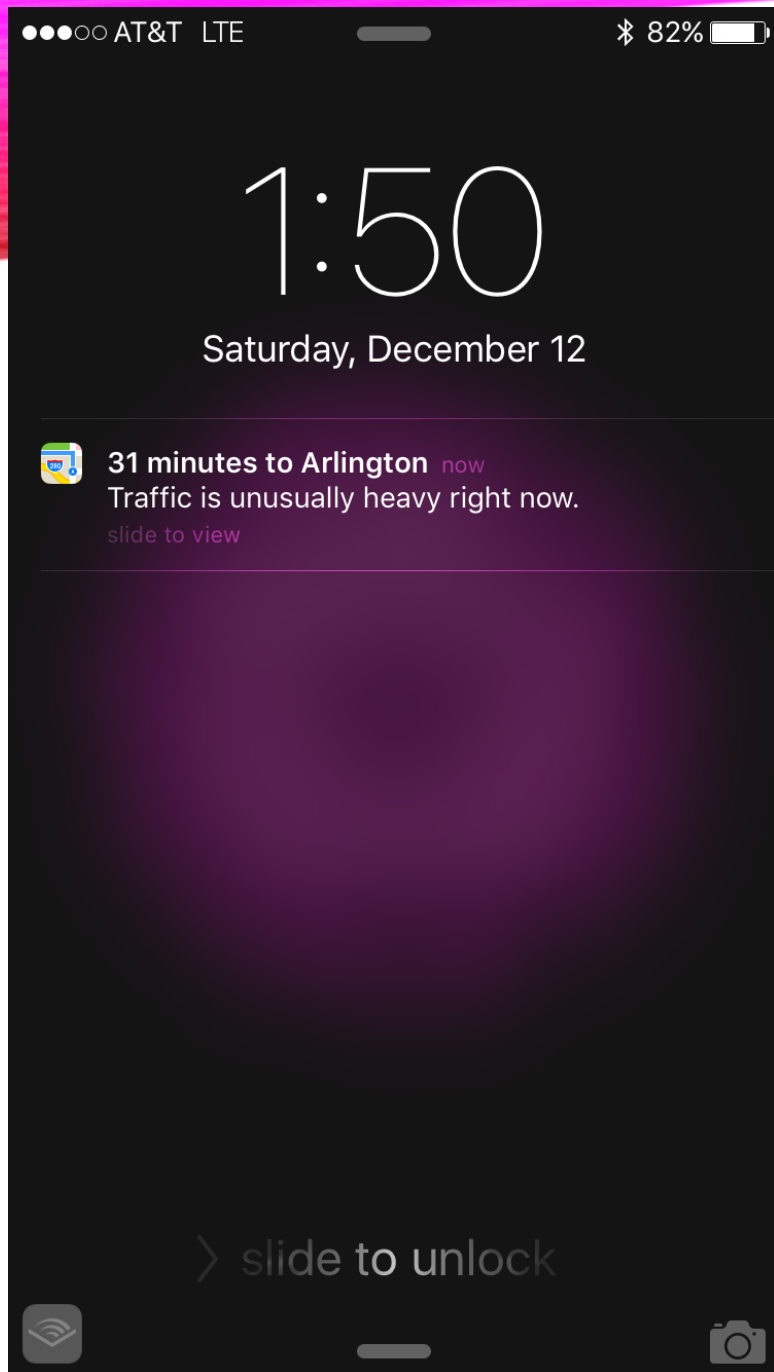 AT&T LTE 82%
1:50
Saturday, December 12
31 minutes to Arlington now
Traffic is unusually heavy right now.
slide to view
slide to unlock